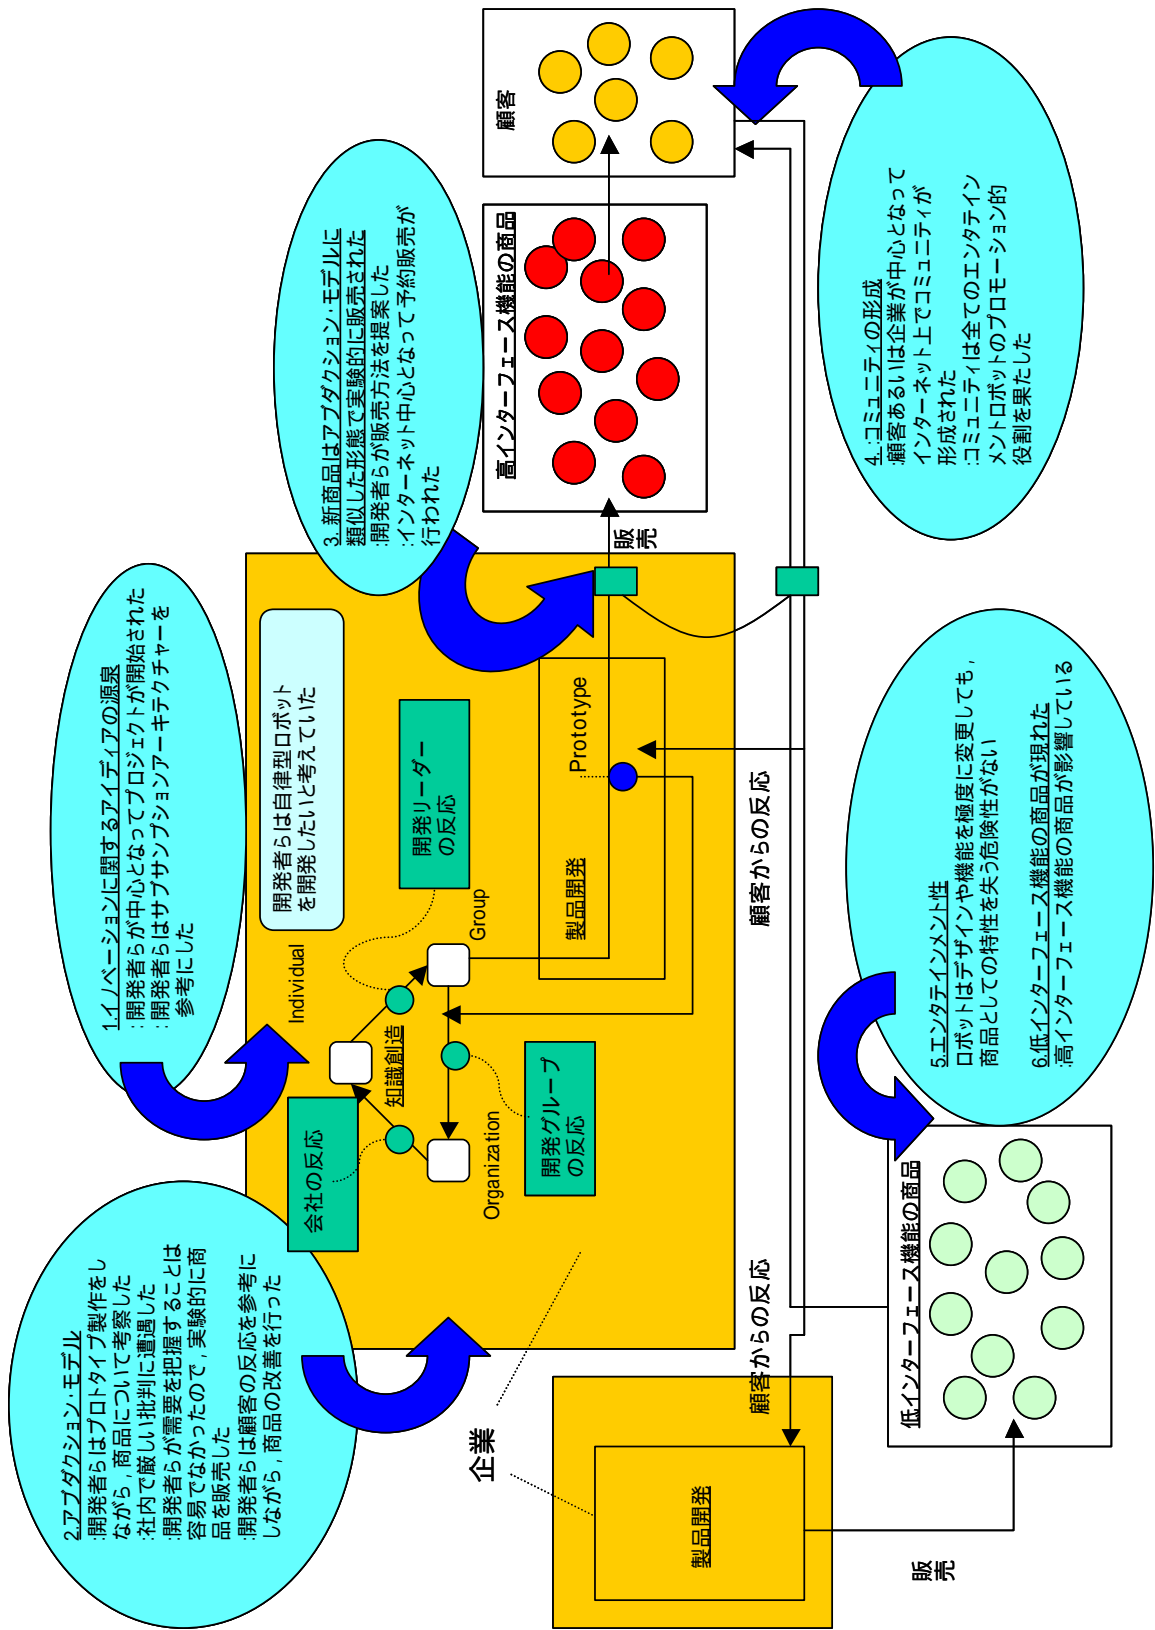 2.アブダクション・モデル
:開発者らはプロトタイプ製作をし
ながら，商品について考察した
:社内で厳しい批判に遭遇した
:開発者らが需要を把握することは
容易でなかったので，実験的に商
品を販売した
:開発者らは顧客の反応を参考に
しながら，商品の改善を行った
1.イノベーションに関するアイディアの源泉
:開発者らが中心となってプロジェクトが開始された
:開発者らはサブサンプションアーキテクチャーを
参考にした
3. 新商品はアブダクション・モデルに
類似した形態で実験的に販売された
:開発者らが販売方法を提案した
:インターネット中心となって予約販売が
行われた
開発者らは自律型ロボット
を開発したいと考えていた
Individual
会社の反応
知識創造
開発リーダー
の反応
Group
Organization
開発グループ
の反応
製品開発
Prototype
販売
高インターフェース機能の商品
顧客
企業
顧客からの反応
顧客からの反応
製品開発
販売
低インターフェース機能の商品
4. :コミュニティの形成
:顧客あるいは企業が中心となって
インターネット上でコミュニティが
形成された
:コミュニティは全てのエンタテイン
メントロボットのプロモーション的
役割を果たした
5.エンタテインメント性
ロボットはデザインや機能を極度に変更しても，
商品としての特性を失う危険性がない
6.低インターフェース機能の商品が現れた
:高インターフェース機能の商品が影響している